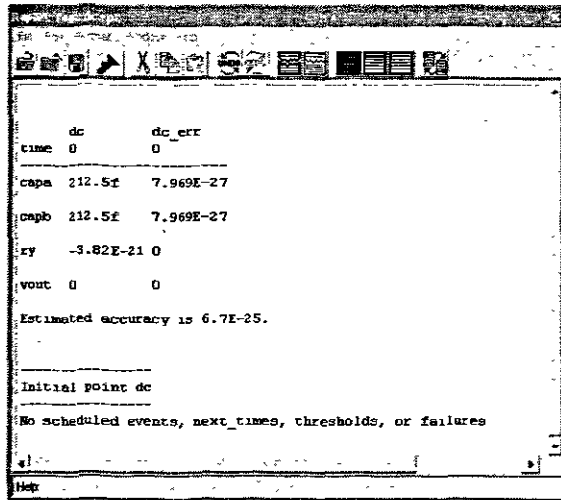 dc dc_err
time 0 0
capa 212.5f 7.969E-27
capb 212.5f 7.969E-27
ry -3.82E-21 0
vout 0 0
Estimated accuracy is 6.7E-25.
Initial point dc
No scheduled events, next_times, thresholds, or failures
Help